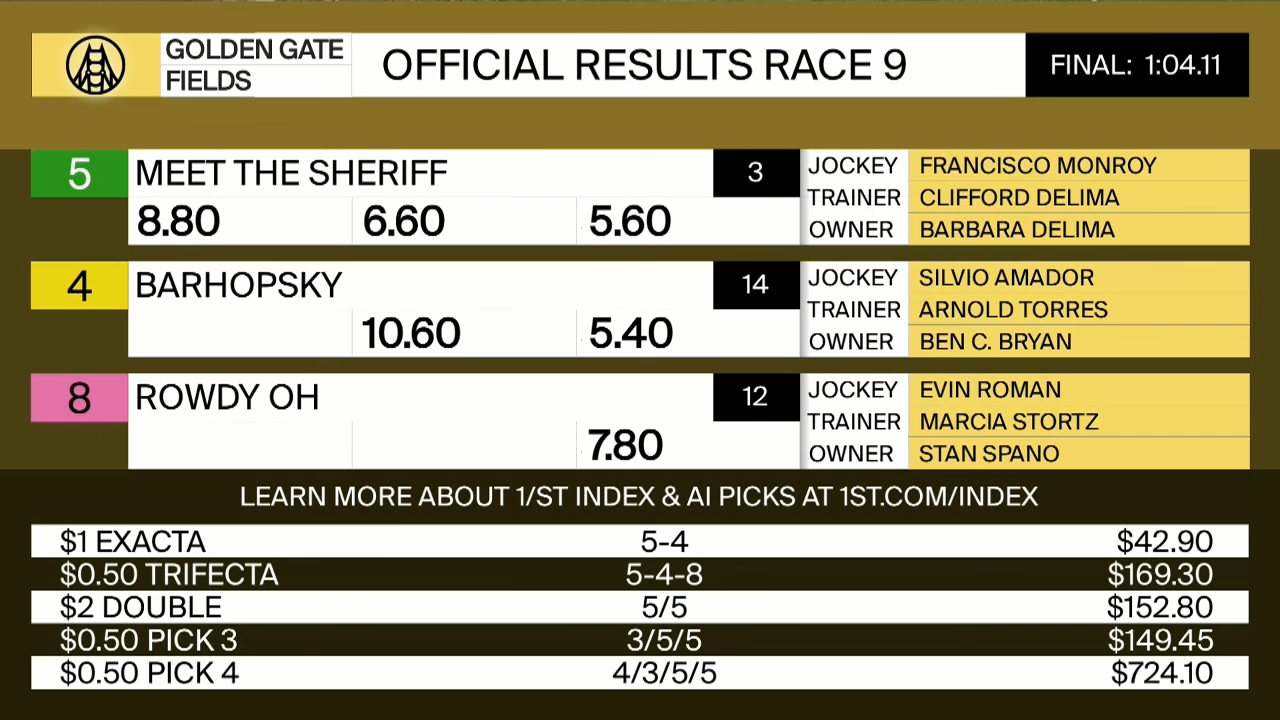 GOLDEN GATE
FIELDS
OFFICIAL RESULTS RACE 9
FINAL: 1:04.11
5
MEET THE SHERIFF
3
8.80 6.60 5.60
JOCKEY FRANCISCO MONROY
TRAINER CLIFFORD DELIMA
OWNER BARBARA DELIMA
4
BARHOPSKY
14
10.60 5.40
JOCKEY SILVIO AMADOR
TRAINER ARNOLD TORRES
OWNER BEN C. BRYAN
8
ROWDY OH
12
7.80
JOCKEY EVIN ROMAN
TRAINER MARCIA STORTZ
OWNER STAN SPANO
LEARN MORE ABOUT 1/ST INDEX & AI PICKS AT 1ST.COM/INDEX
$1 EXACTA 5-4 $42.90
$0.50 TRIFECTA 5-4-8 $169.30
$2 DOUBLE 5/5 $152.80
$0.50 PICK 3 3/5/5 $149.45
$0.50 PICK 4 4/3/5/5 $724.10